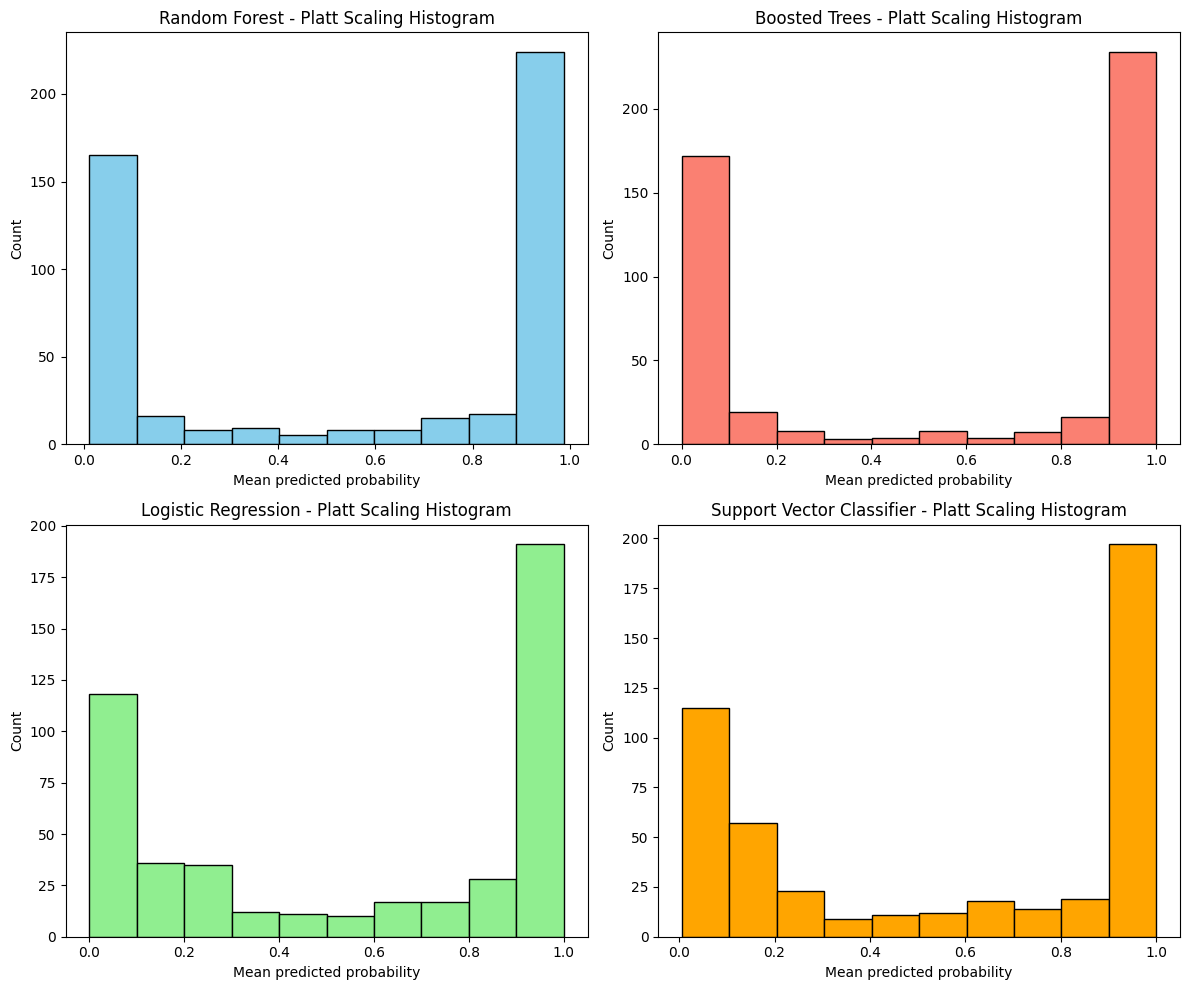 Random Forest - Platt Scaling Histogram
Count
200
150
100
50
0
0.0 0.2 0.4 0.6 0.8 1.0
Mean predicted probability
Boosted Trees - Platt Scaling Histogram
Count
200
150
100
50
0
0.0 0.2 0.4 0.6 0.8 1.0
Mean predicted probability
Logistic Regression - Platt Scaling Histogram
Count
200
175
150
125
100
75
50
25
0
0.0 0.2 0.4 0.6 0.8 1.0
Mean predicted probability
Support Vector Classifier - Platt Scaling Histogram
Count
200
175
150
125
100
75
50
25
0
0.0 0.2 0.4 0.6 0.8 1.0
Mean predicted probability